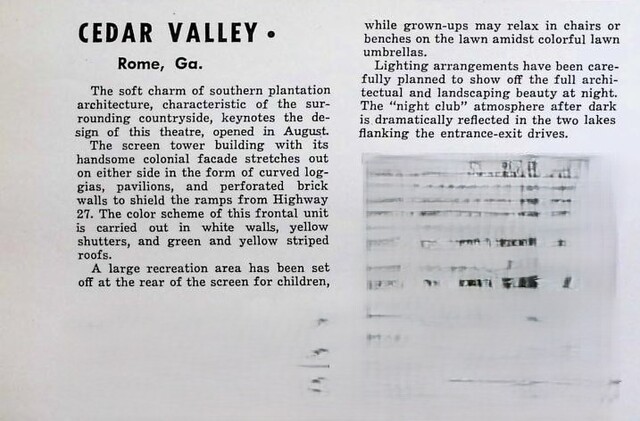 CEDAR VALLEY •
Rome, Ga.
The soft charm of southern plantation
architecture, characteristic of the sur-
rounding countryside, keynotes the de-
sign of this theatre, opened in August.
The screen tower building with its
handsome colonial facade stretches out
on either side in the form of curved log-
gias, pavilions, and perforated brick
walls to shield the ramps from Highway
27. The color scheme of this frontal unit
is carried out in white walls, yellow
shutters, and green and yellow striped
roofs.
A large recreation area has been set
off at the rear of the screen for children,
while grown-ups may relax in chairs or
benches on the lawn amidst colorful lawn
umbrellas.
Lighting arrangements have been care-
fully planned to show off the full archi-
tectual and landscaping beauty at night.
The “night club” atmosphere after dark
is dramatically reflected in the two lakes
flanking the entrance-exit drives.